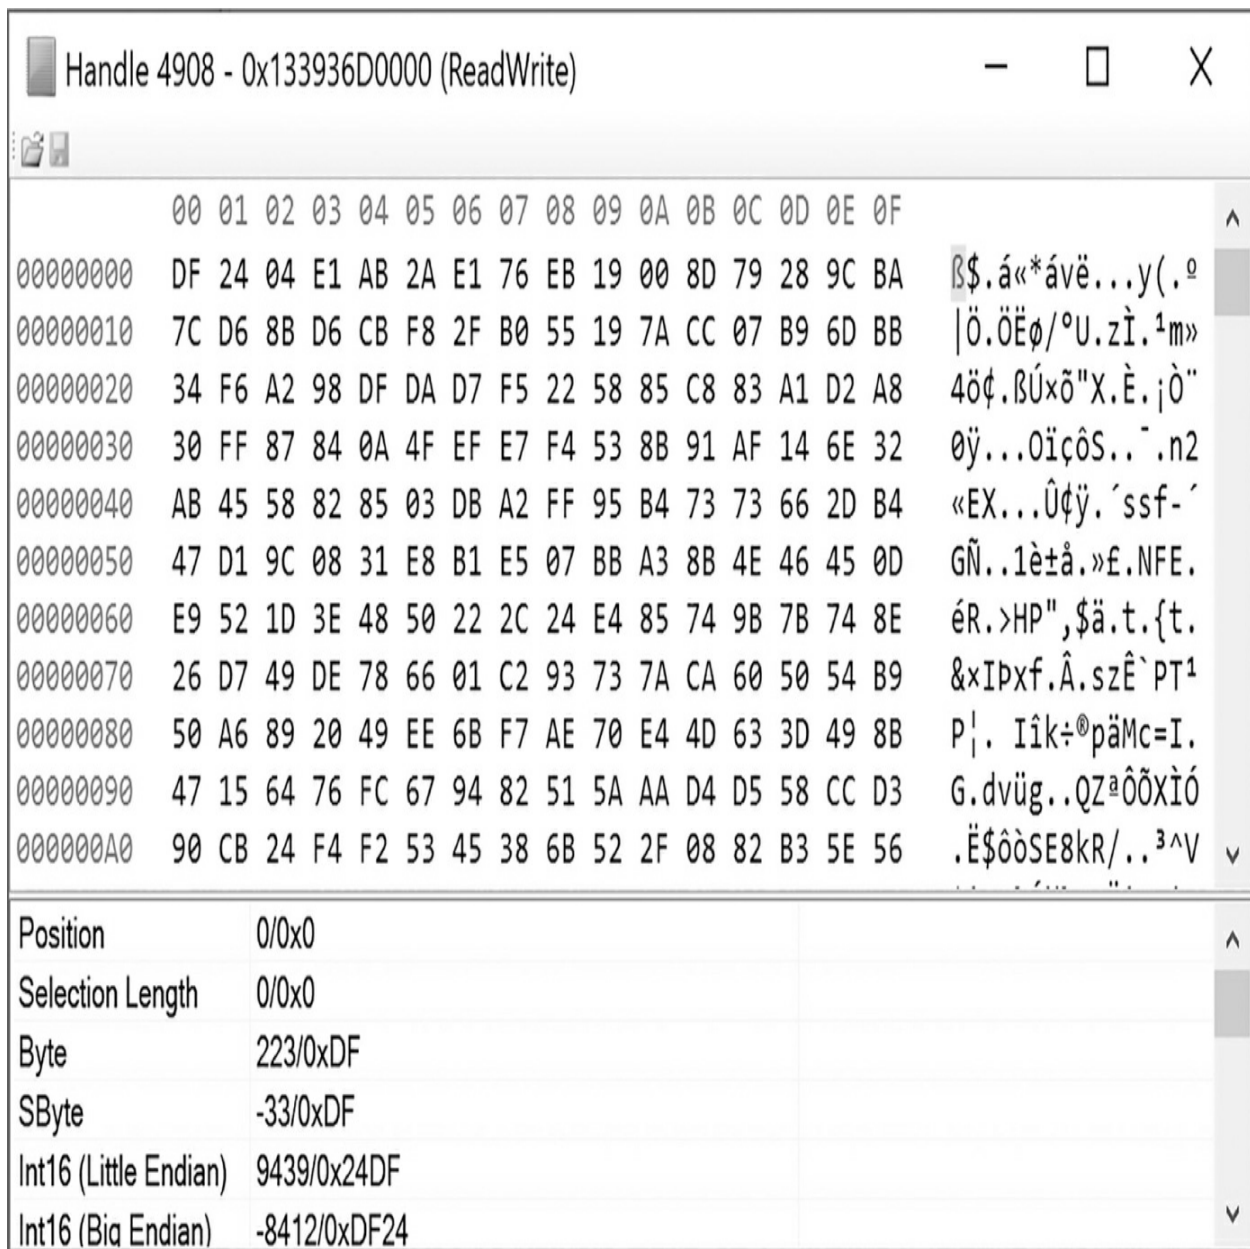 Handle 4908 - 0x133936D0000 (ReadWrite)
00 01 02 03 04 05 06 07 08 09 0A 0B 0C 0D 0E 0F
00000000 DF 24 04 E1 AB 2A E1 76 EB 19 00 8D 79 28 9C BA ß$.á«*ávë...y(.º
00000010 7C D6 8B D6 CB F8 2F B0 55 19 7A CC 07 B9 6D BB |Ö.ÖËø/°U.zÌ.¹m»
00000020 34 F6 A2 98 DF DA D7 F5 22 58 85 C8 83 A1 D2 A8 4ö¢.ßÚ×õ"X.È.¡Ò¨
00000030 30 FF 87 84 0A 4F EF E7 F4 53 8B 91 AF 14 6E 32 0ÿ...OïçôS..¯.n2
00000040 AB 45 58 82 85 03 DB A2 FF 95 B4 73 73 66 2D B4 «EX...Û¢ÿ.´ssf-´
00000050 47 D1 9C 08 31 E8 B1 E5 07 BB A3 8B 4E 46 45 0D GÑ..1è±å.»£.NFE.
00000060 E9 52 1D 3E 48 50 22 2C 24 E4 85 74 9B 7B 74 8E éR.>HP",$ä.t.{t.
00000070 26 D7 49 DE 78 66 01 C2 93 73 7A CA 60 50 54 B9 &×IÞxf.Â.szÊ`PT¹
00000080 50 A6 89 20 49 EE 6B F7 AE 70 E4 4D 63 3D 49 8B P¦. Iîk÷®päMc=I.
00000090 47 15 64 76 FC 67 94 82 51 5A AA D4 D5 58 CC D3 G.dvüg..QZªÔÕXÌÓ
000000A0 90 CB 24 F4 F2 53 45 38 6B 52 2F 08 82 B3 5E 56 .Ë$ôòSE8kR/..³^V
Position 0/0x0
Selection Length 0/0x0
Byte 223/0xDF
SByte -33/0xDF
Int16 (Little Endian) 9439/0x24DF
Int16 (Big Endian) -8412/0xDF24